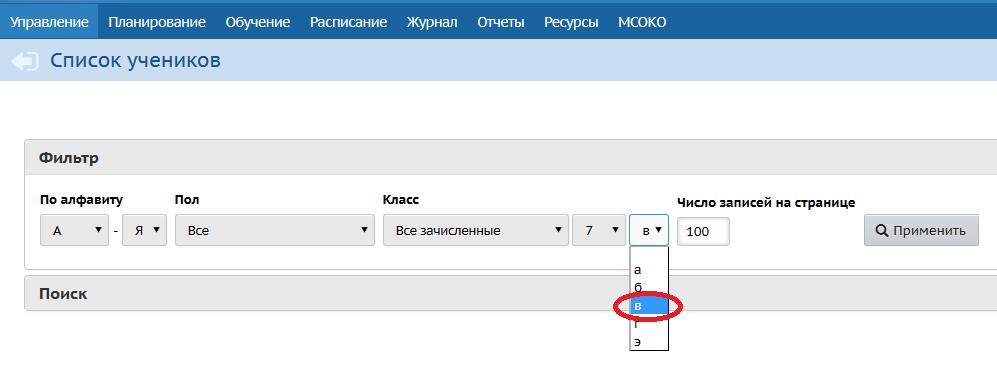 Управление Планирование Обучение Расписание Журнал Отчеты Ресурсы МСОКО
Список учеников
Фильтр
По алфавиту Пол Класс Число записей на странице
А - Я Все Все зачисленные 7 в 100 Применить
а
б
Поиск
в
г
э